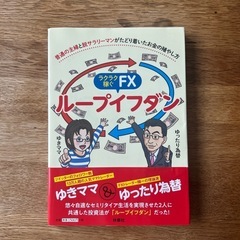 普通の主婦と脱サラリーマンがたどり着いたお金の増やし方
ラクラク
稼ぐ
FX
ループイフダン
ゆきママ
ゆったり為替
ゆきママ
&
ゆったり為替
悠々自適なセミリタイア生活を実現させた2人に
共通した投資法が「ループイフダン」だった!